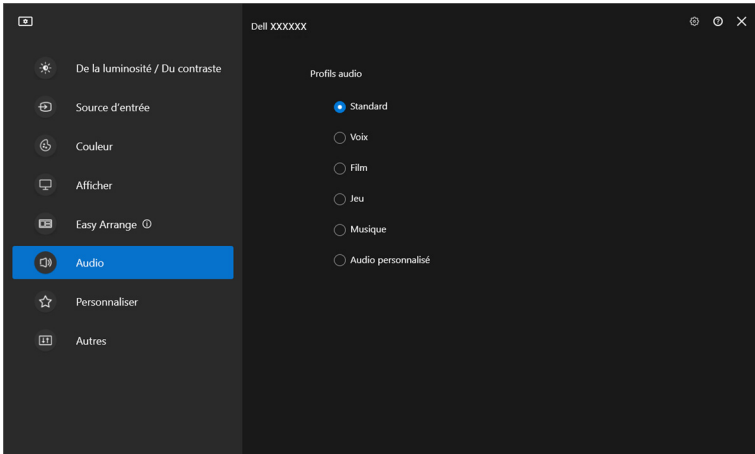 Dell XXXXXX
De la luminosité / Du contraste
Source d'entrée
Couleur
Afficher
Easy Arrange
Audio
Personnaliser
Autres
Profils audio
Standard
Voix
Film
Jeu
Musique
Audio personnalisé